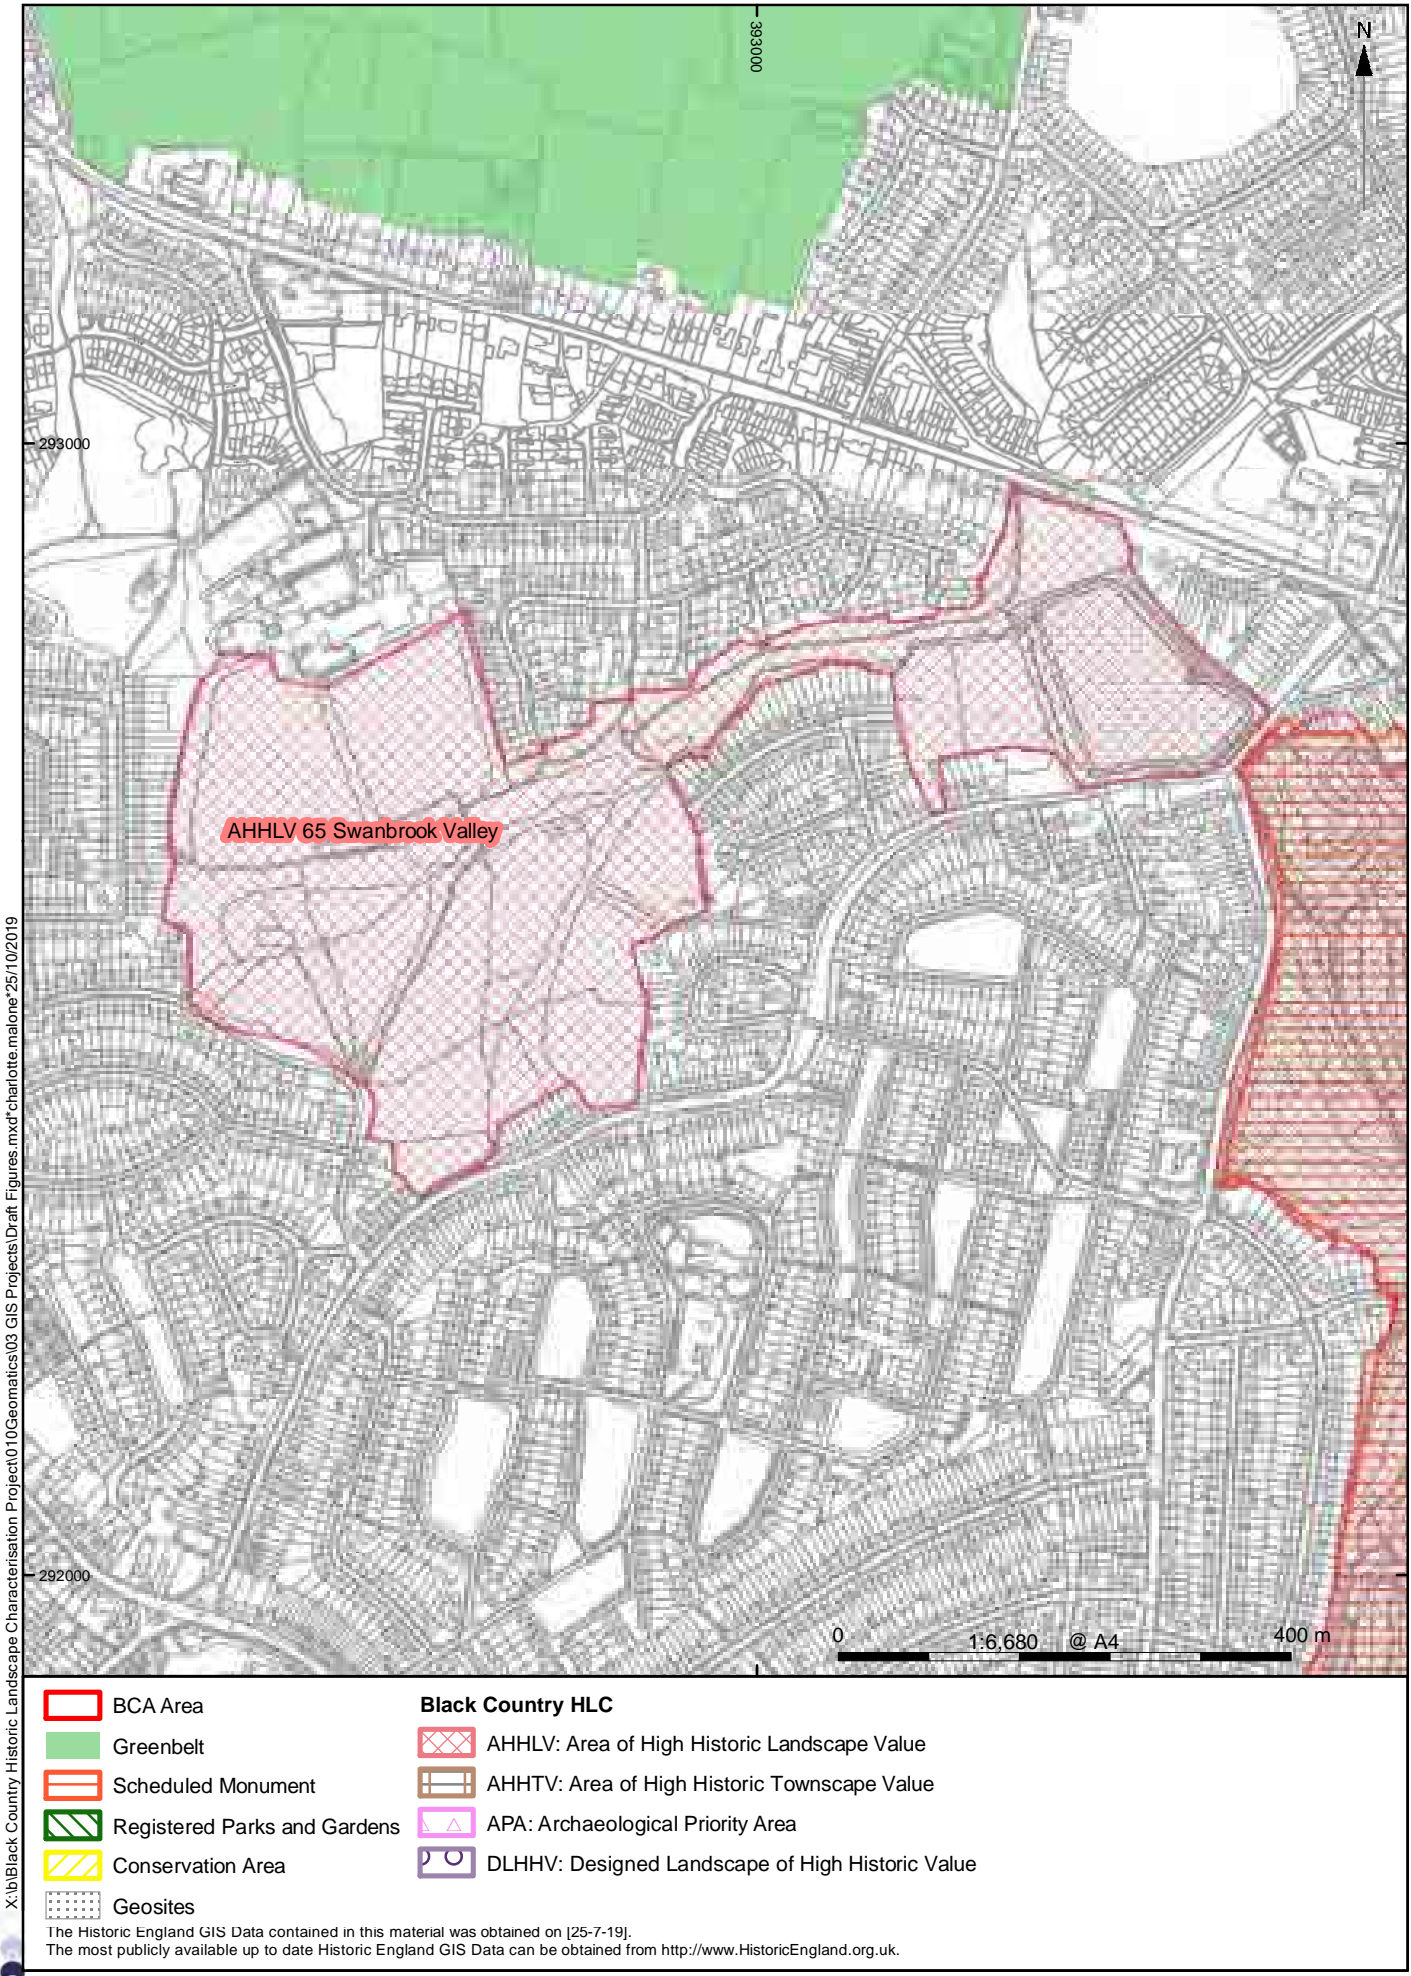 393000
N
293000
AHHLV 65 Swanbrook Valley
292000
0 1:6,680 @ A4 400 m
X:\b\Black Country Historic Landscape Characterisation Project\010Geomatics\03 GIS Projects\Draft Figures.mxd*charlotte.malone*25/10/2019
BCA Area
Greenbelt
Scheduled Monument
Registered Parks and Gardens
Conservation Area
Geosites
Black Country HLC
AHHLV: Area of High Historic Landscape Value
AHHTV: Area of High Historic Townscape Value
APA: Archaeological Priority Area
DLHHV: Designed Landscape of High Historic Value
The Historic England GIS Data contained in this material was obtained on [25-7-19].
The most publicly available up to date Historic England GIS Data can be obtained from http://www.HistoricEngland.org.uk.